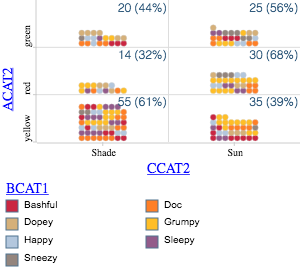 20 (44%) 25 (56%)
green
14 (32%) 30 (68%)
red
55 (61%) 35 (39%)
yellow
ACAT2
Shade Sun
CCAT2
BCAT1
Bashful Doc
Dopey Grumpy
Happy Sleepy
Sneezy